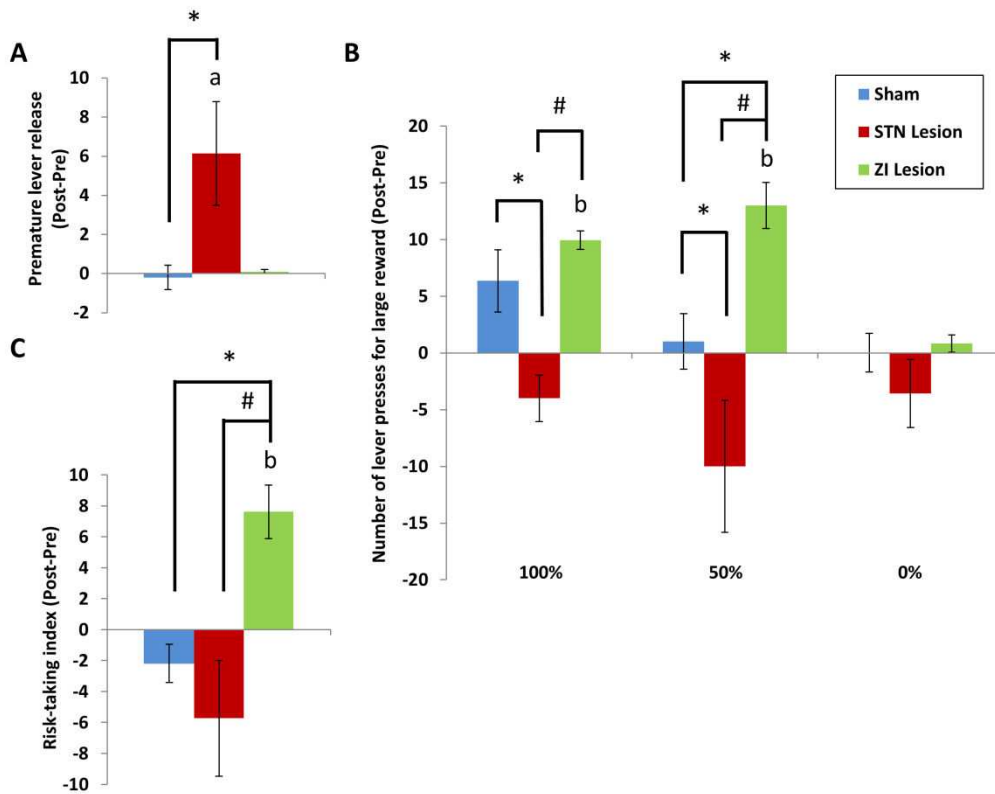 A
Premature lever release
(Post-Pre)
10
8
6
4
2
0
-2
*
a
B
Number of lever presses for large reward (Post-Pre)
20
15
10
5
0
-5
-10
-15
-20
*
#
b
*
*
#
b
100%
50%
0%
Sham
STN Lesion
ZI Lesion
C
Risk-taking index (Post-Pre)
10
8
6
4
2
0
-2
-4
-6
-8
-10
*
#
b